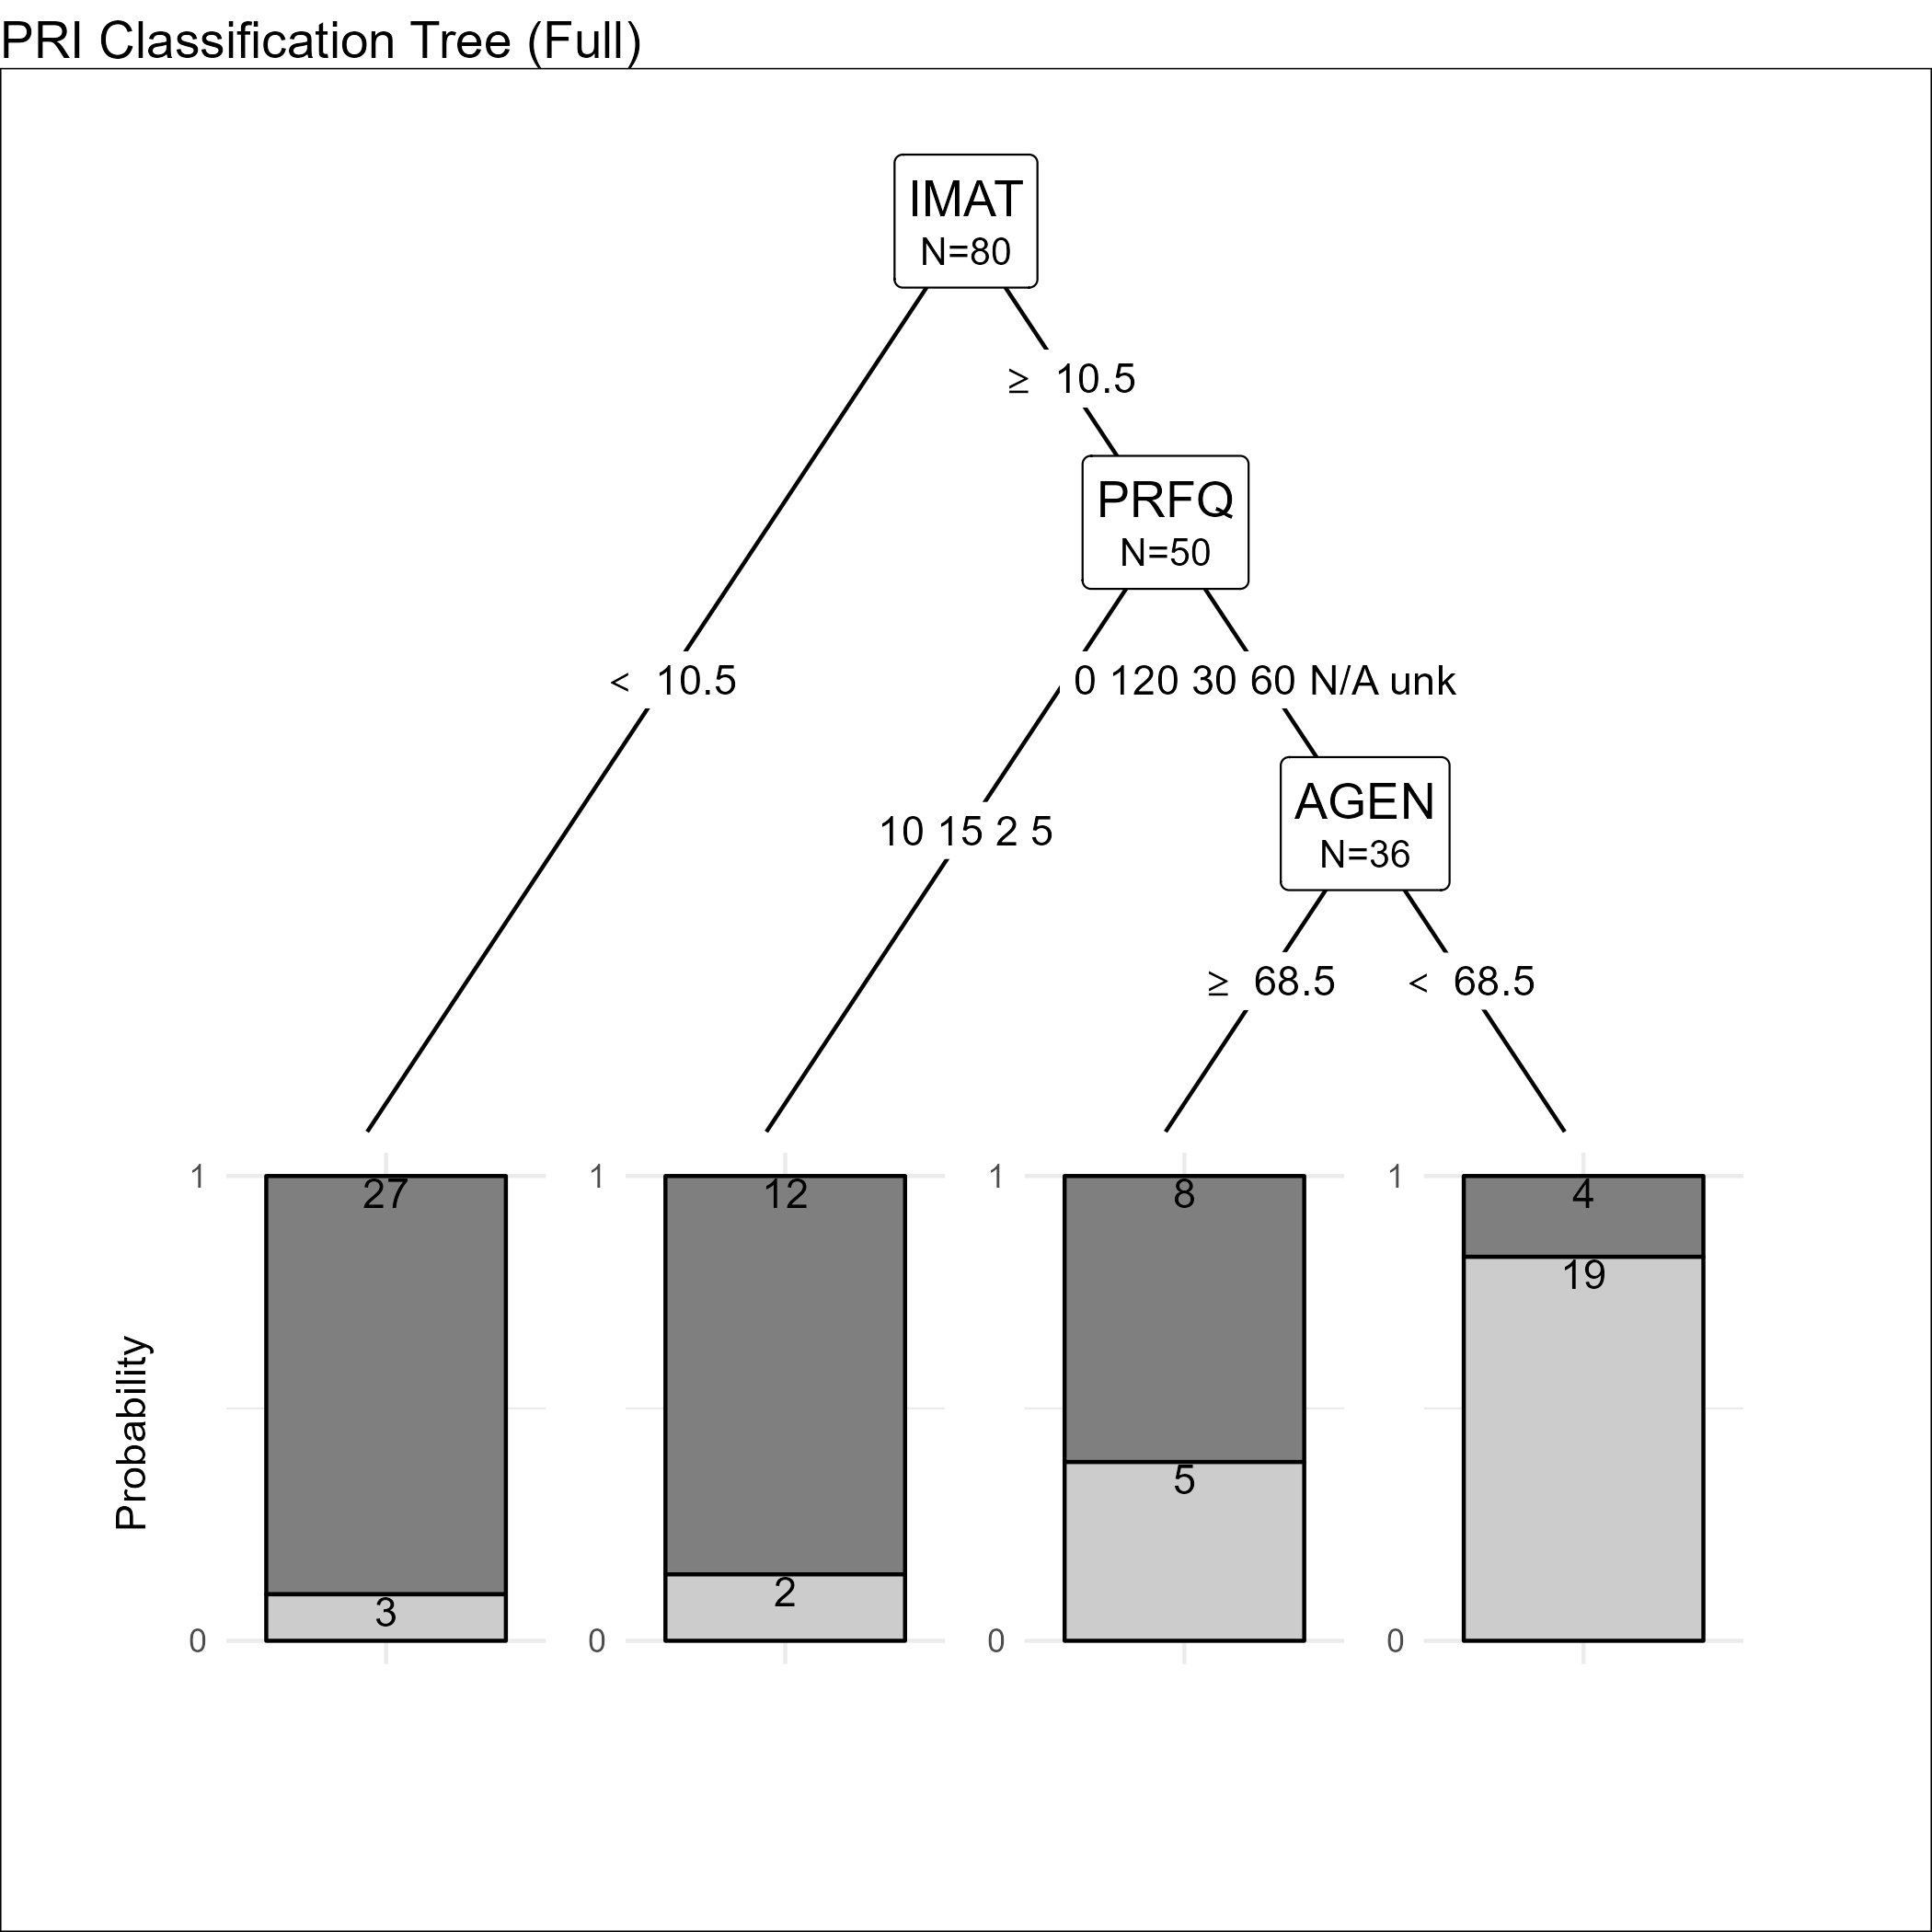 PRI Classification Tree (Full)
IMAT
N=80
≥ 10.5
PRFQ
N=50
< 10.5
0 120 30 60 N/A unk
AGEN
N=36
10 15 2 5
≥ 68.5
< 68.5
1
27
1
12
1
8
1
4
19
Probability
5
2
3
0
0
0
0